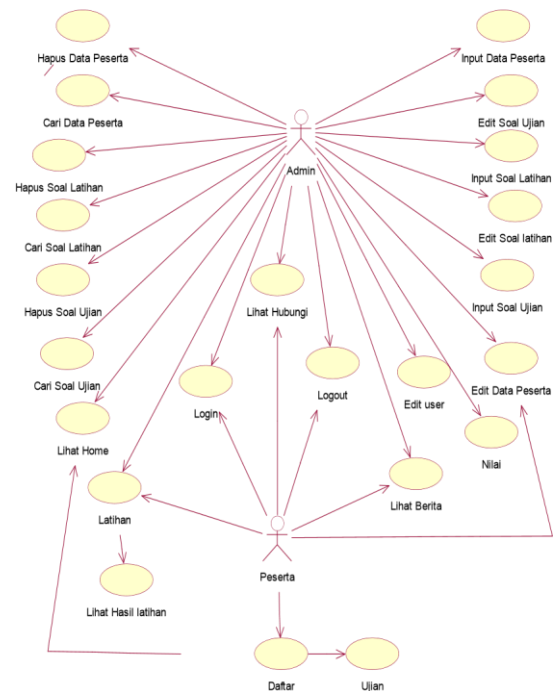 Hapus Data Peserta
Input Data Peserta
Cari Data Peserta
Edit Soal Ujian
Admin
Hapus Soal Latihan
Input Soal Latihan
Cari Soal Latihan
Edit Soal latihan
Hapus Soal Ujian
Lihat Hubungi
Input Soal Ujian
Cari Soal Ujian
Login
Logout
Edit user
Edit Data Peserta
Lihat Home
Nilai
Latihan
Lihat Berita
Peserta
Lihat Hasil latihan
Daftar
Ujian